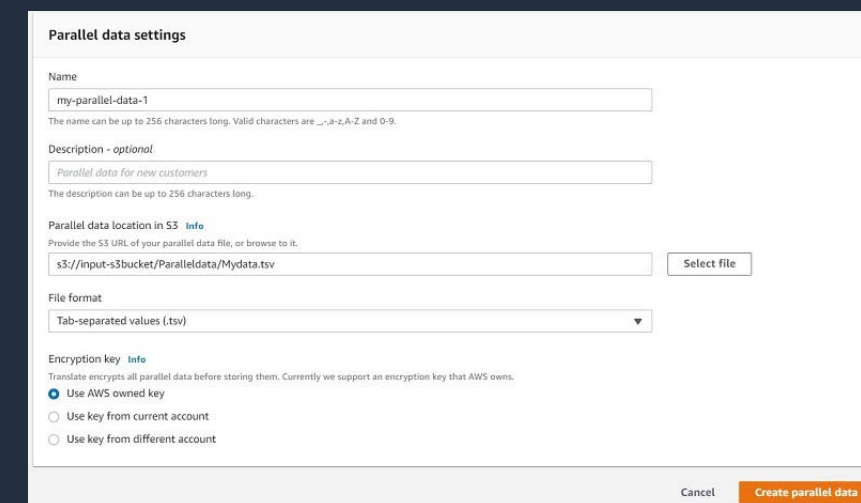 Parallel data settings
Name
my-parallel-data-1
The name can be up to 256 characters long. Valid characters are _,-,a-z,A-Z and 0-9.
Description - optional
Parallel data for new customers
The description can be up to 256 characters long.
Parallel data location in S3 Info
Provide the S3 URL of your parallel data file, or browse to it.
s3://input-s3bucket/Paralleldata/Mydata.tsv Select file
File format
Tab-separated values (.tsv)
Encryption key Info
Translate encrypts all parallel data before storing them. Currently we support an encryption key that AWS owns.
Use AWS owned key
Use key from current account
Use key from different account
Cancel Create parallel data